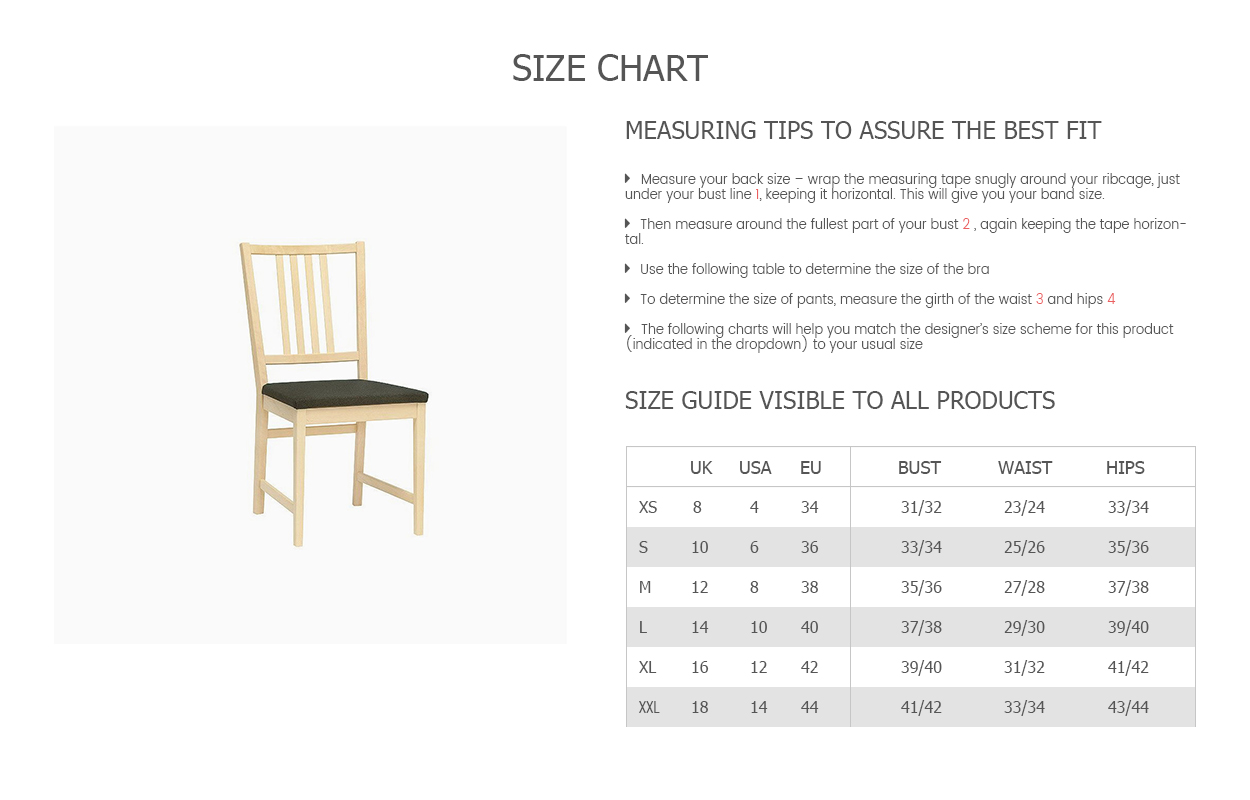 SIZE CHART
MEASURING TIPS TO ASSURE THE BEST FIT
Measure your back size – wrap the measuring tape snugly around your ribcage, just
under your bust line 1, keeping it horizontal. This will give you your band size.
Then measure around the fullest part of your bust 2 , again keeping the tape horizon-
tal.
Use the following table to determine the size of the bra
To determine the size of pants, measure the girth of the waist 3 and hips 4
The following charts will help you match the designer's size scheme for this product
(indicated in the dropdown) to your usual size
SIZE GUIDE VISIBLE TO ALL PRODUCTS
UK USA EU BUST WAIST HIPS
XS 8 4 34 31/32 23/24 33/34
S 10 6 36 33/34 25/26 35/36
M 12 8 38 35/36 27/28 37/38
L 14 10 40 37/38 29/30 39/40
XL 16 12 42 39/40 31/32 41/42
XXL 18 14 44 41/42 33/34 43/44